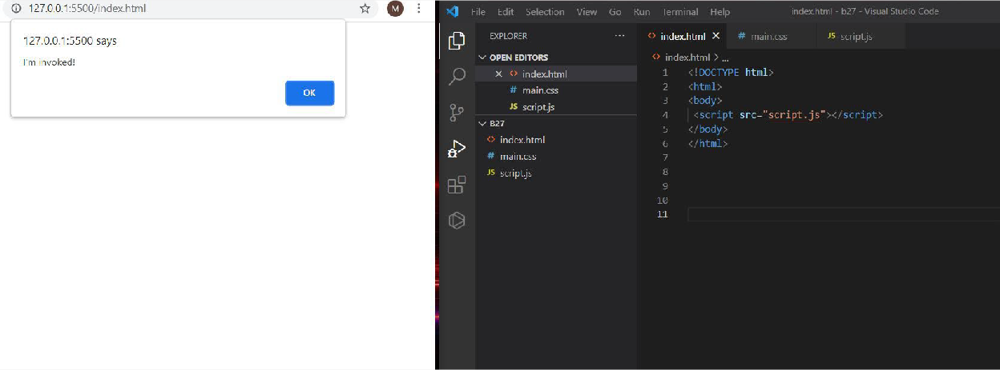 127.0.0.1:5500/index.html
M
127.0.0.1:5500 says
I'm invoked!
OK
File Edit Selection View Go Run Terminal Help index.html - b27 - Visual Studio Code
EXPLORER ...
OPEN EDITORS
index.html
# main.css
JS script.js
B27
index.html
# main.css
JS script.js
<> index.html × # main.css JS script.js
<> index.html > ...
1 <!DOCTYPE html>
2 <html>
3 <body>
4 <script src="script.js"></script>
5 </body>
6 </html>
7
8
9
10
11